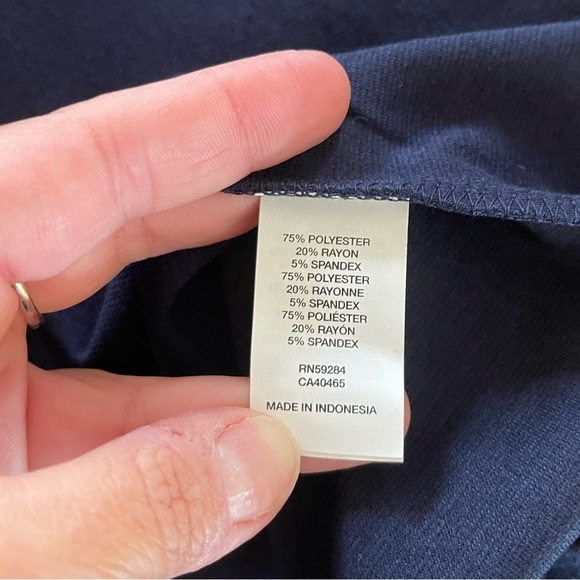 75% POLYESTER
20% RAYON
5% SPANDEX
75% POLYESTER
20% RAYONNE
5% SPANDEX
75% POLIÉSTER
20% RAYÓN
5% SPANDEX
RN59284
CA40465
MADE IN INDONESIA